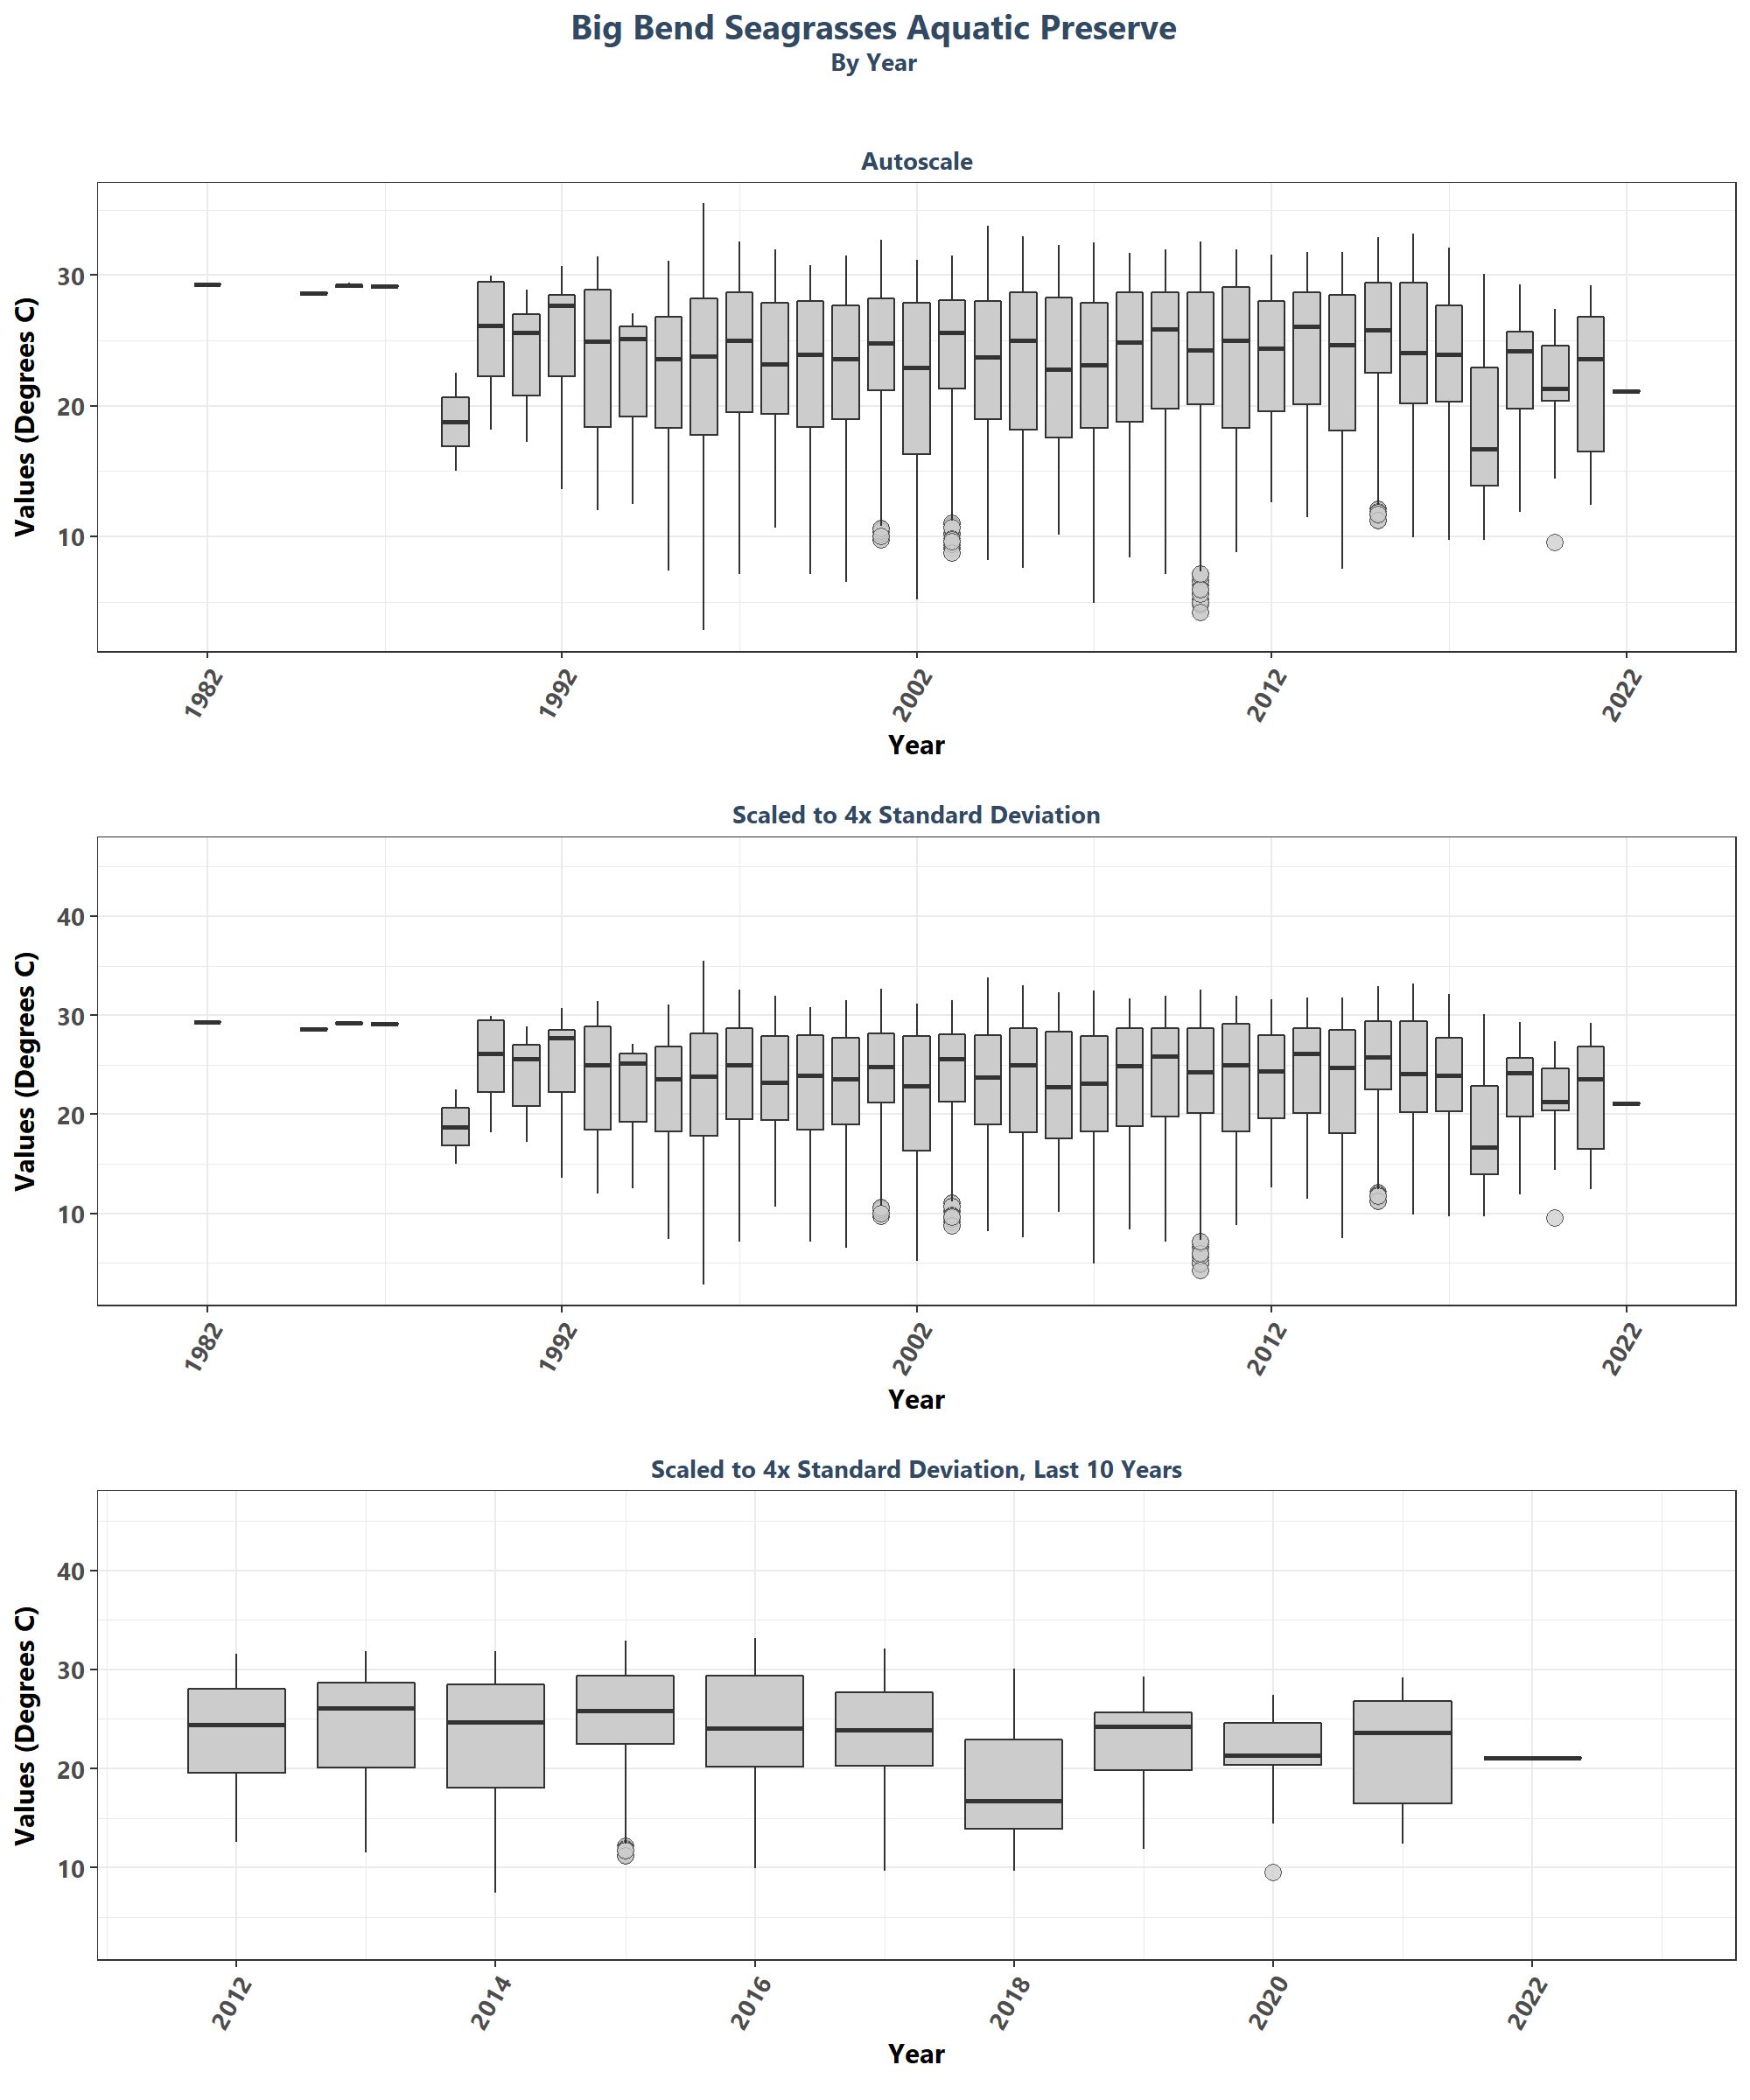 Big Bend Seagrasses Aquatic Preserve
By Year
Autoscale
Values (Degrees C)
30
20
10
1982
1992
2002
2012
2022
Year
Scaled to 4x Standard Deviation
Values (Degrees C)
40
30
20
10
1982
1992
2002
2012
2022
Year
Scaled to 4x Standard Deviation, Last 10 Years
Values (Degrees C)
40
30
20
10
2012
2014
2016
2018
2020
2022
Year